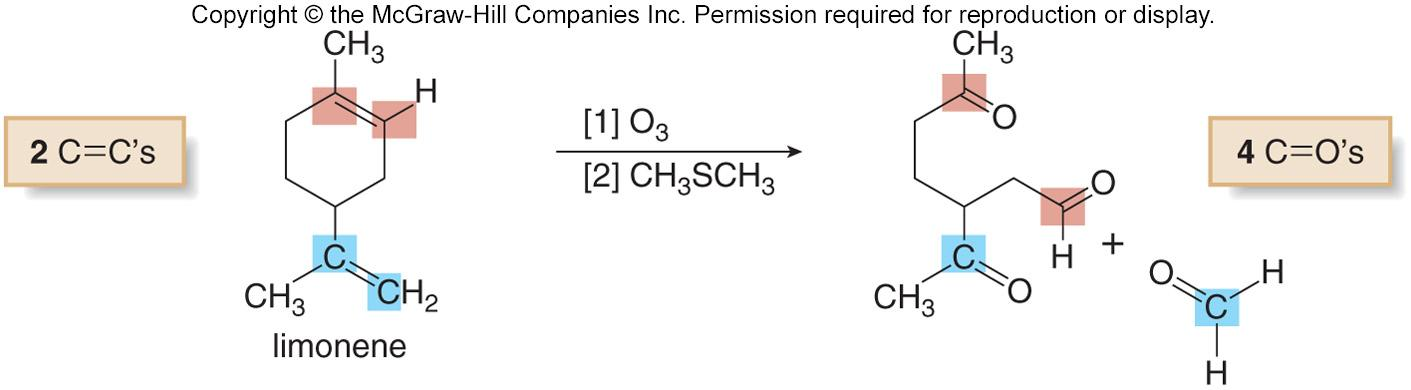 Copyright © the McGraw-Hill Companies Inc. Permission required for reproduction or display.
CH₃
H
2 C=C's
[1] O₃
[2] CH₃SCH₃
C
CH₃
CH₂
limonene
CH₃
O
O
H
C
CH₃
O
+
O
H
C
H
4 C=O's